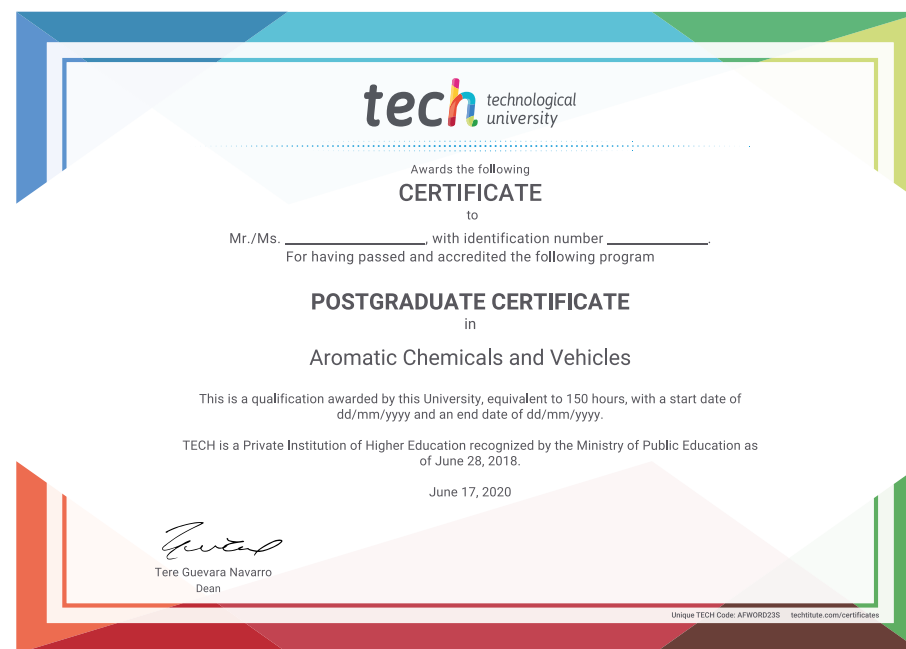 tech technological
university
Awards the following
CERTIFICATE
to
Mr./Ms. ____________________, with identification number ______________.
For having passed and accredited the following program
POSTGRADUATE CERTIFICATE
in
Aromatic Chemicals and Vehicles
This is a qualification awarded by this University, equivalent to 150 hours, with a start date of
dd/mm/yyyy and an end date of dd/mm/yyyy.
TECH is a Private Institution of Higher Education recognized by the Ministry of Public Education as
of June 28, 2018.
June 17, 2020
Tere Guevara Navarro
Dean
Unique TECH Code: AFWORD23S techtitute.com/certificates